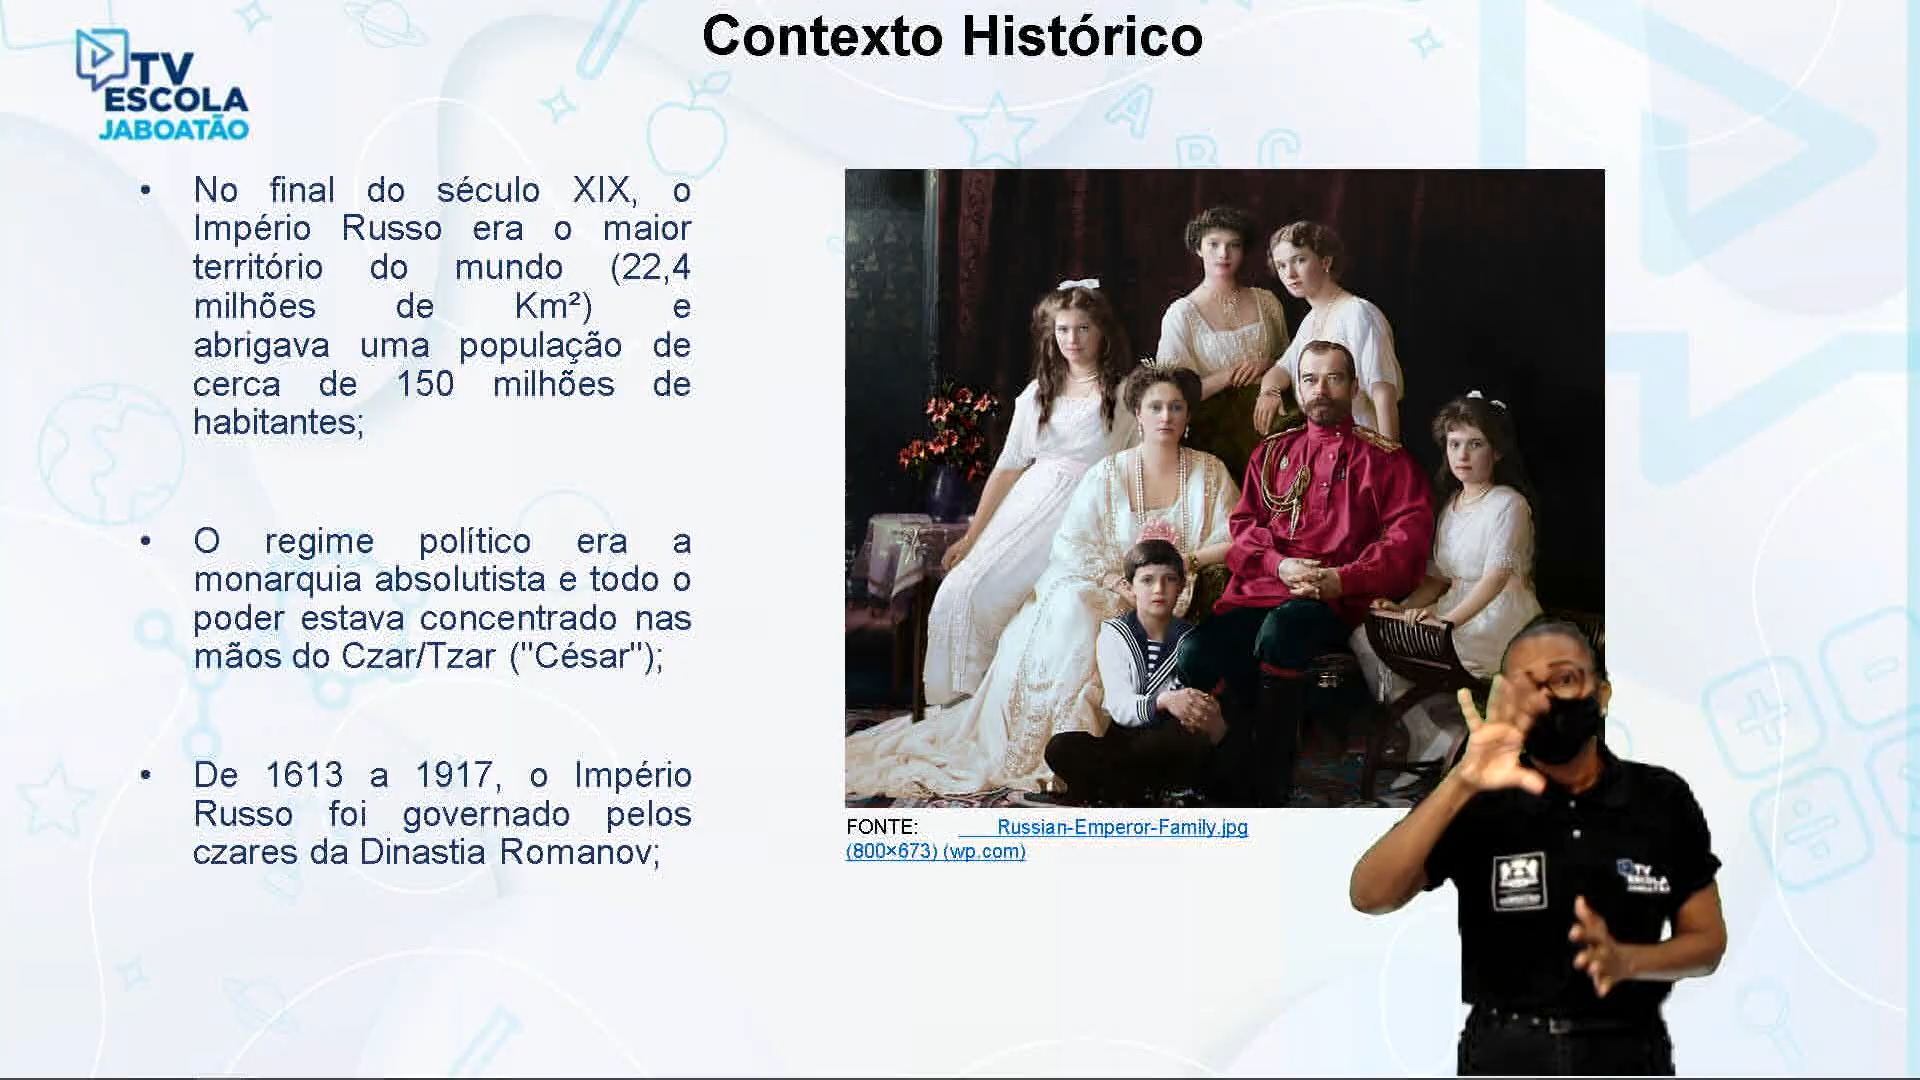 Contexto Histórico
TV
ESCOLA
JABOATÃO
A
B C
• No final do século XIX, o
Império Russo era o maior
território do mundo (22,4
milhões de Km²) e
abrigava uma população de
cerca de 150 milhões de
habitantes;
• O regime político era a
monarquia absolutista e todo o
poder estava concentrado nas
mãos do Czar/Tzar ("César");
• De 1613 a 1917, o Império
Russo foi governado pelos
czares da Dinastia Romanov;
FONTE: Russian-Emperor-Family.jpg
(800×673) (wp.com)
TV
ESCOLA